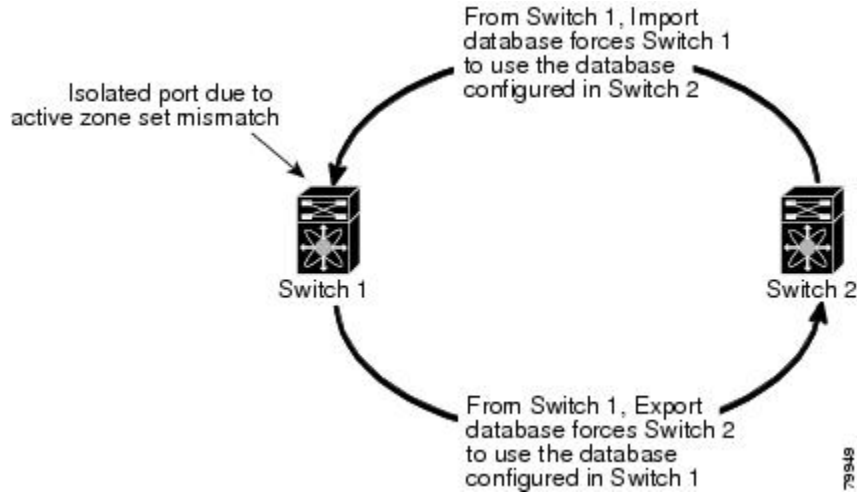 From Switch 1, Import
database forces Switch 1
to use the database
configured in Switch 2
Isolated port due to
active zone set mismatch
Switch 1
Switch 2
From Switch 1, Export
database forces Switch 2
to use the database
configured in Switch 1
79949